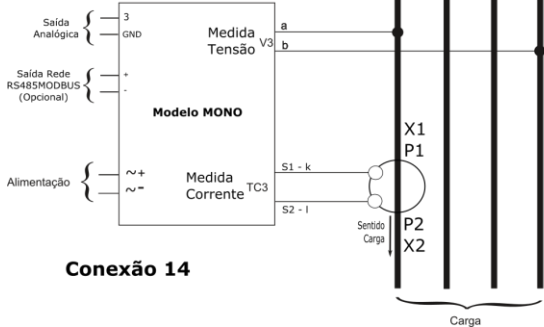 Saída
Analógica
3
GND
Saída Rede
RS485MODBUS
(Opcional)
+
-
Alimentação
~+
~-
Medida
Tensão V3
a
b
Modelo MONO
Medida
Corrente TC3
S1 - k
S2 - l
X1
P1
P2
X2
Sentido
Carga
Conexão 14
Carga